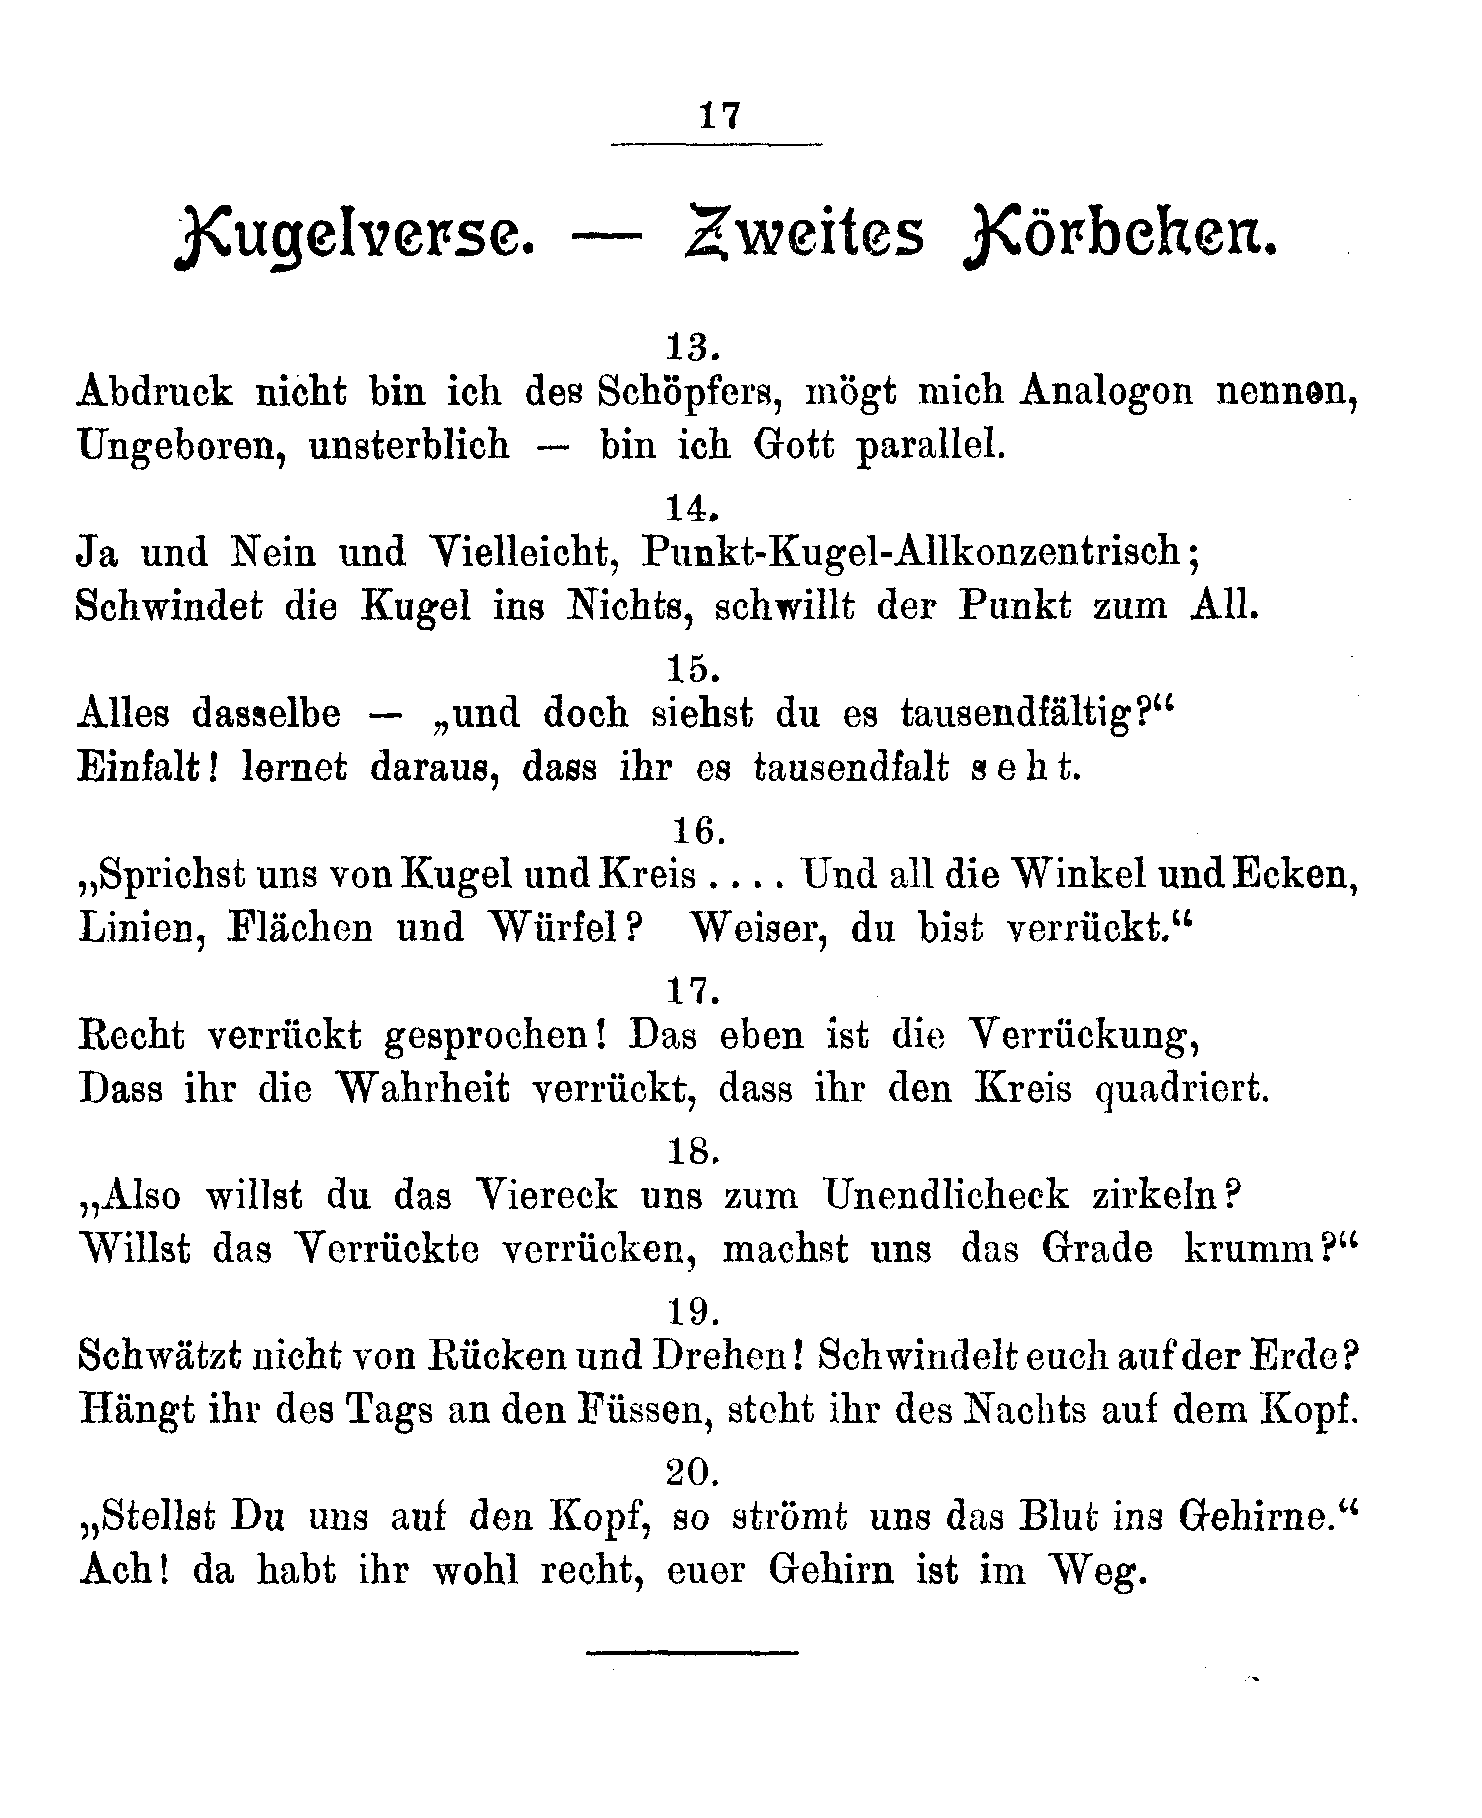 17
Kugelverse. — Zweites Körbchen.
13.
Abdruck nicht bin ich des Schöpfers, mögt mich Analogon nennen,
Ungeboren, unsterblich — bin ich Gott parallel.
14.
Ja und Nein und Vielleicht, Punkt-Kugel-Allkonzentrisch;
Schwindet die Kugel ins Nichts, schwillt der Punkt zum All.
15.
Alles dasselbe — „und doch siehst du es tausendfältig?“
Einfalt! lernet daraus, dass ihr es tausendfalt seht.
16.
„Sprichst uns von Kugel und Kreis .... Und all die Winkel und Ecken,
Linien, Flächen und Würfel? Weiser, du bist verrückt.“
17.
Recht verrückt gesprochen! Das eben ist die Verrückung,
Dass ihr die Wahrheit verrückt, dass ihr den Kreis quadriert.
18.
„Also willst du das Viereck uns zum Unendlicheck zirkeln?
Willst das Verrückte verrücken, machst uns das Grade krumm?“
19.
Schwätzt nicht von Rücken und Drehen! Schwindelt euch auf der Erde?
Hängt ihr des Tags an den Füssen, steht ihr des Nachts auf dem Kopf.
20.
„Stellst Du uns auf den Kopf, so strömt uns das Blut ins Gehirne.“
Ach! da habt ihr wohl recht, euer Gehirn ist im Weg.